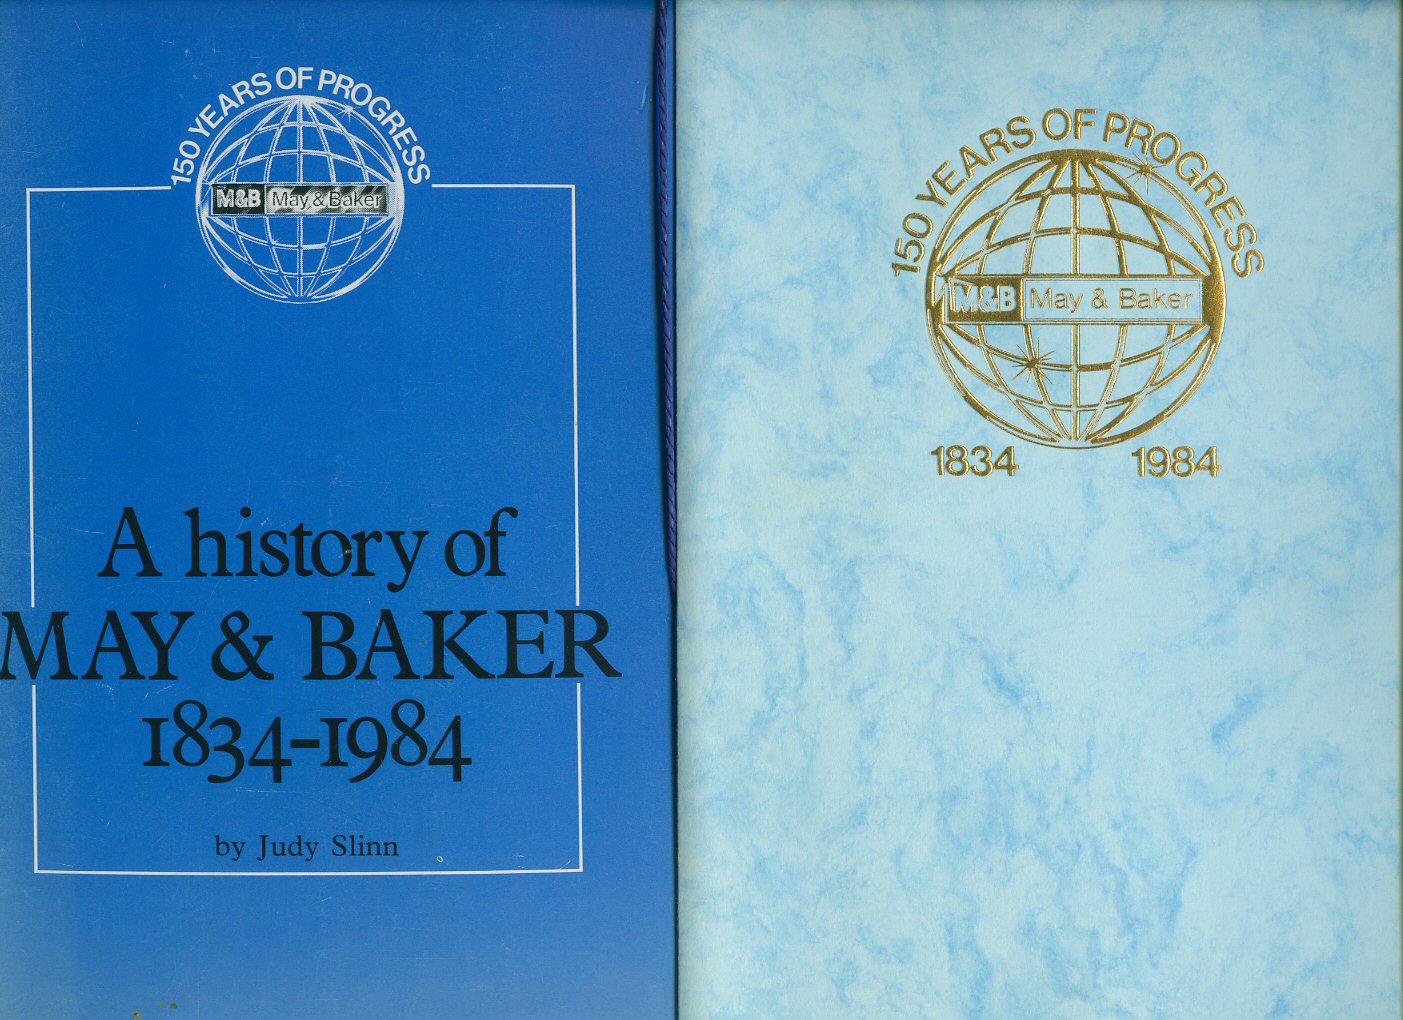 150 YEARS OF PROGRESS
M&B May & Baker
A history of
MAY & BAKER
1834-1984
by Judy Slinn
150 YEARS OF PROGRESS
M&B May & Baker
1834 1984